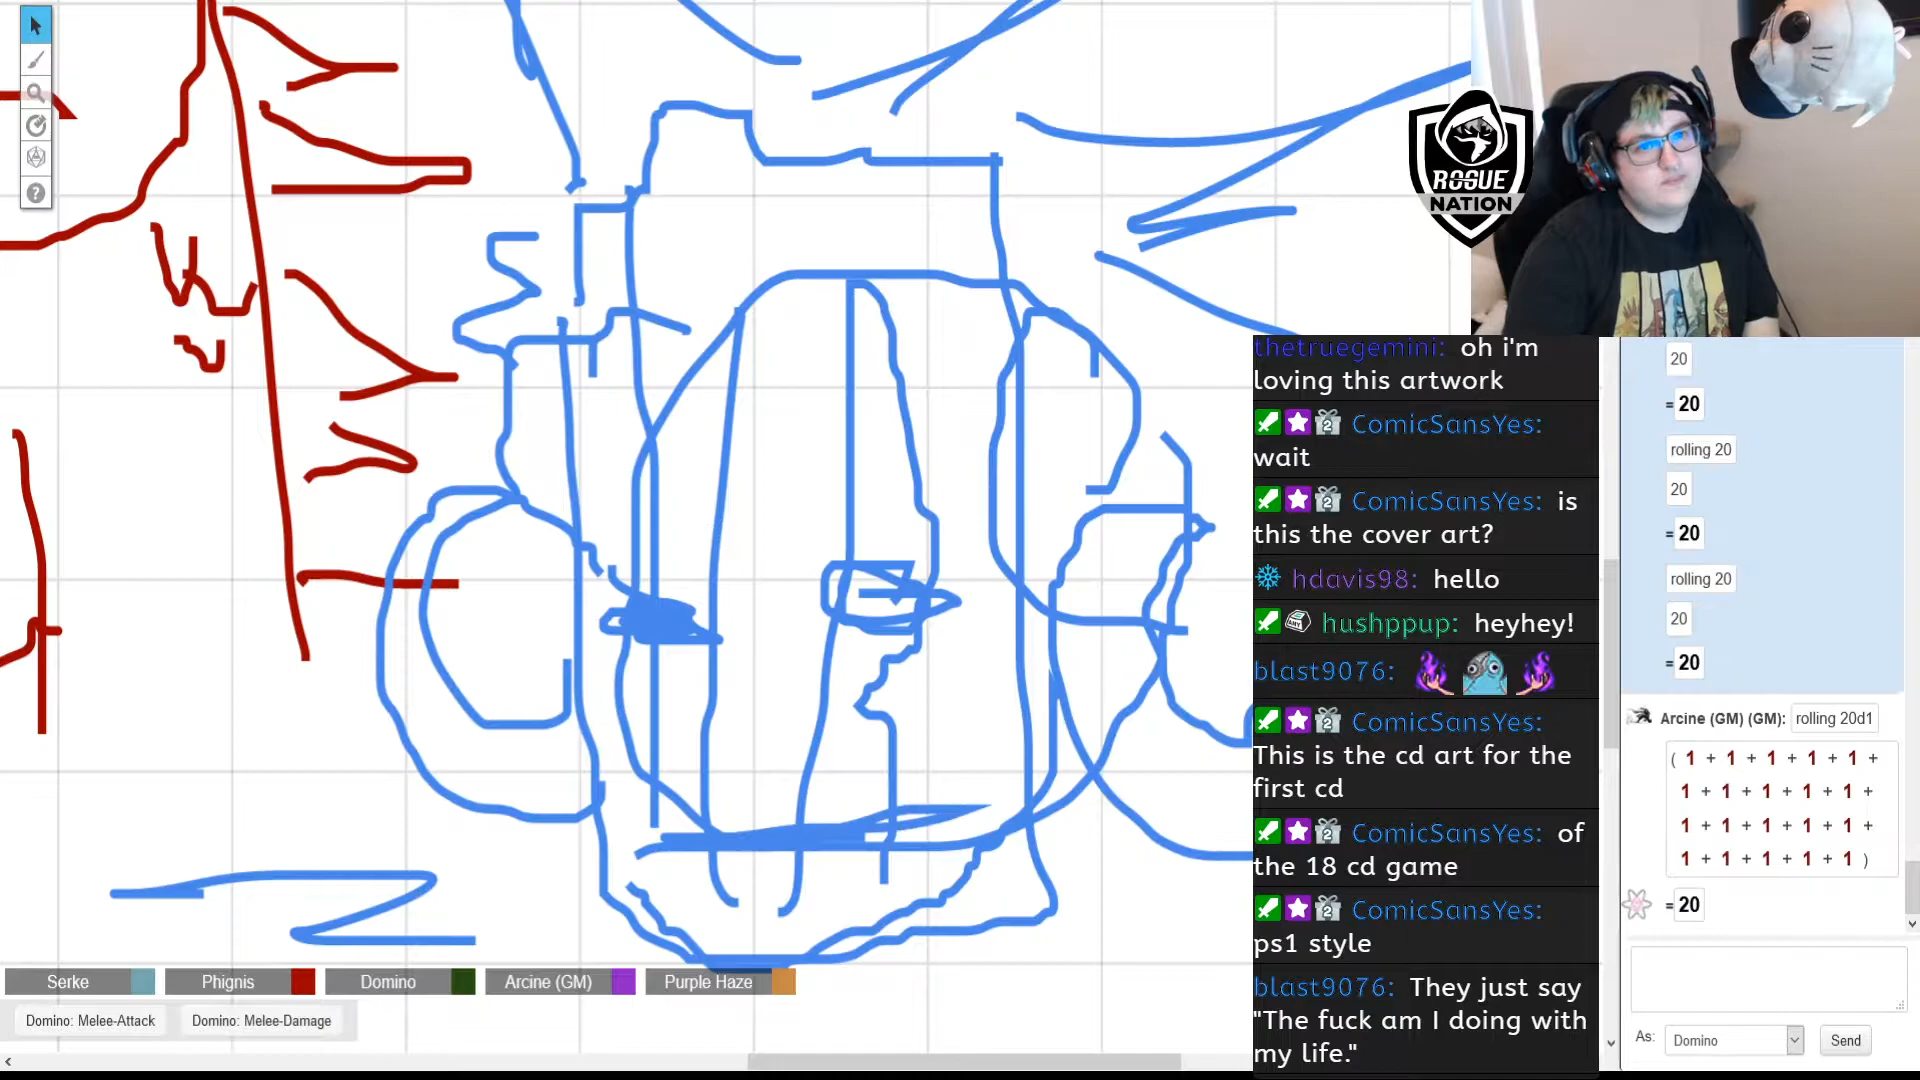 ROGUE
NATION
thetruegemini: oh i'm
loving this artwork
ComicSansYes:
wait
ComicSansYes: is
this the cover art?
hdavis98: hello
hushppup: heyhey!
blast9076:
ComicSansYes:
This is the cd art for the
first cd
ComicSansYes: of
the 18 cd game
ComicSansYes:
ps1 style
blast9076: They just say
"The fuck am I doing with
my life."
20
= 20
rolling 20
20
= 20
rolling 20
20
= 20
Arcine (GM) (GM): rolling 20d1
( 1 + 1 + 1 + 1 + 1 +
1 + 1 + 1 + 1 + 1 +
1 + 1 + 1 + 1 + 1 +
1 + 1 + 1 + 1 + 1 )
= 20
As: Domino Send
Serke Phignis Domino Arcine (GM) Purple Haze
Domino: Melee-Attack Domino: Melee-Damage